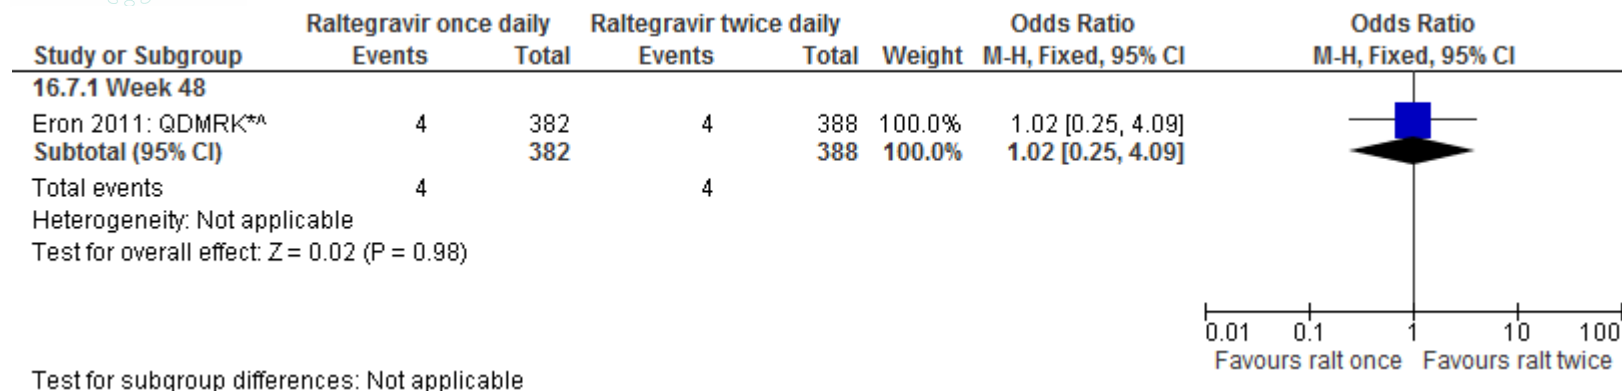 Raltegravir once daily Raltegravir twice daily Odds Ratio Odds Ratio
Study or Subgroup Events Total Events Total Weight M-H, Fixed, 95% CI M-H, Fixed, 95% CI
16.7.1 Week 48
Eron 2011: QDMRK*^ 4 382 4 388 100.0% 1.02 [0.25, 4.09]
Subtotal (95% CI) 382 388 100.0% 1.02 [0.25, 4.09]
Total events 4 4
Heterogeneity: Not applicable
Test for overall effect: Z = 0.02 (P = 0.98)
0.01 0.1 1 10 100
Favours ralt once Favours ralt twice
Test for subgroup differences: Not applicable